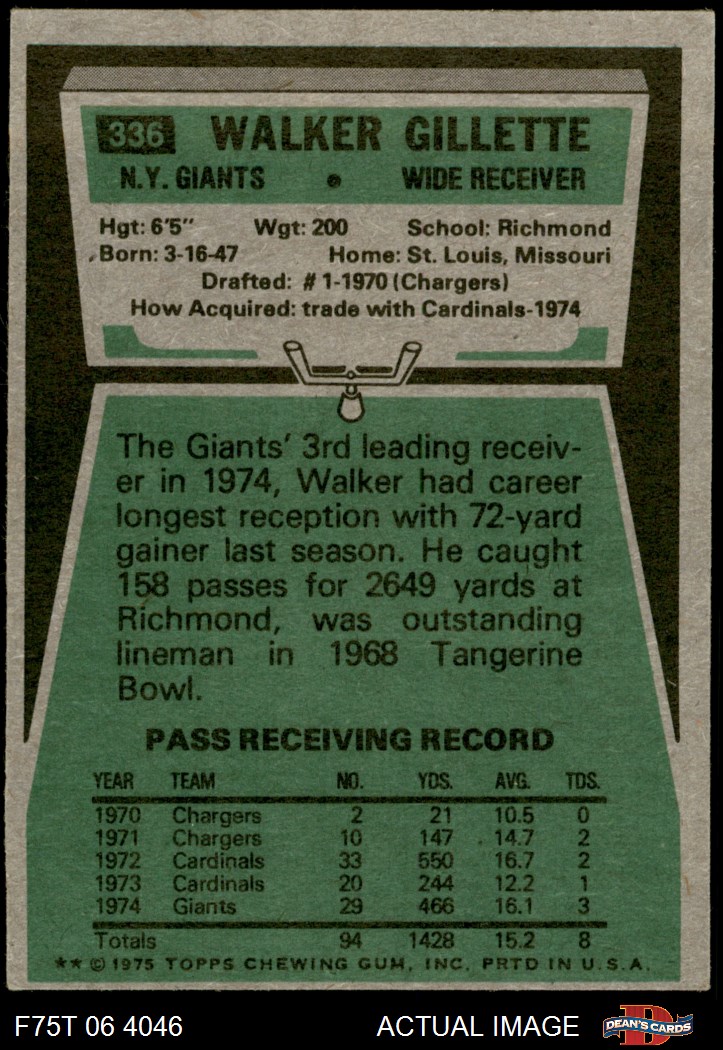 336 WALKER GILLETTE
N.Y. GIANTS • WIDE RECEIVER
Hgt: 6'5" Wgt: 200 School: Richmond
Born: 3-16-47 Home: St. Louis, Missouri
Drafted: #1-1970 (Chargers)
How Acquired: trade with Cardinals-1974
The Giants' 3rd leading receiv-
er in 1974, Walker had career
longest reception with 72-yard
gainer last season. He caught
158 passes for 2649 yards at
Richmond, was outstanding
lineman in 1968 Tangerine
Bowl.
PASS RECEIVING RECORD
YEAR TEAM NO. YDS. AVG. TDS.
1970 Chargers 2 21 10.5 0
1971 Chargers 10 147 14.7 2
1972 Cardinals 33 550 16.7 2
1973 Cardinals 20 244 12.2 1
1974 Giants 29 466 16.1 3
Totals 94 1428 15.2 8
** © 1975 TOPPS CHEWING GUM, INC. PRTD IN U.S.A.
F75T 06 4046 ACTUAL IMAGE D DEAN'S CARDS